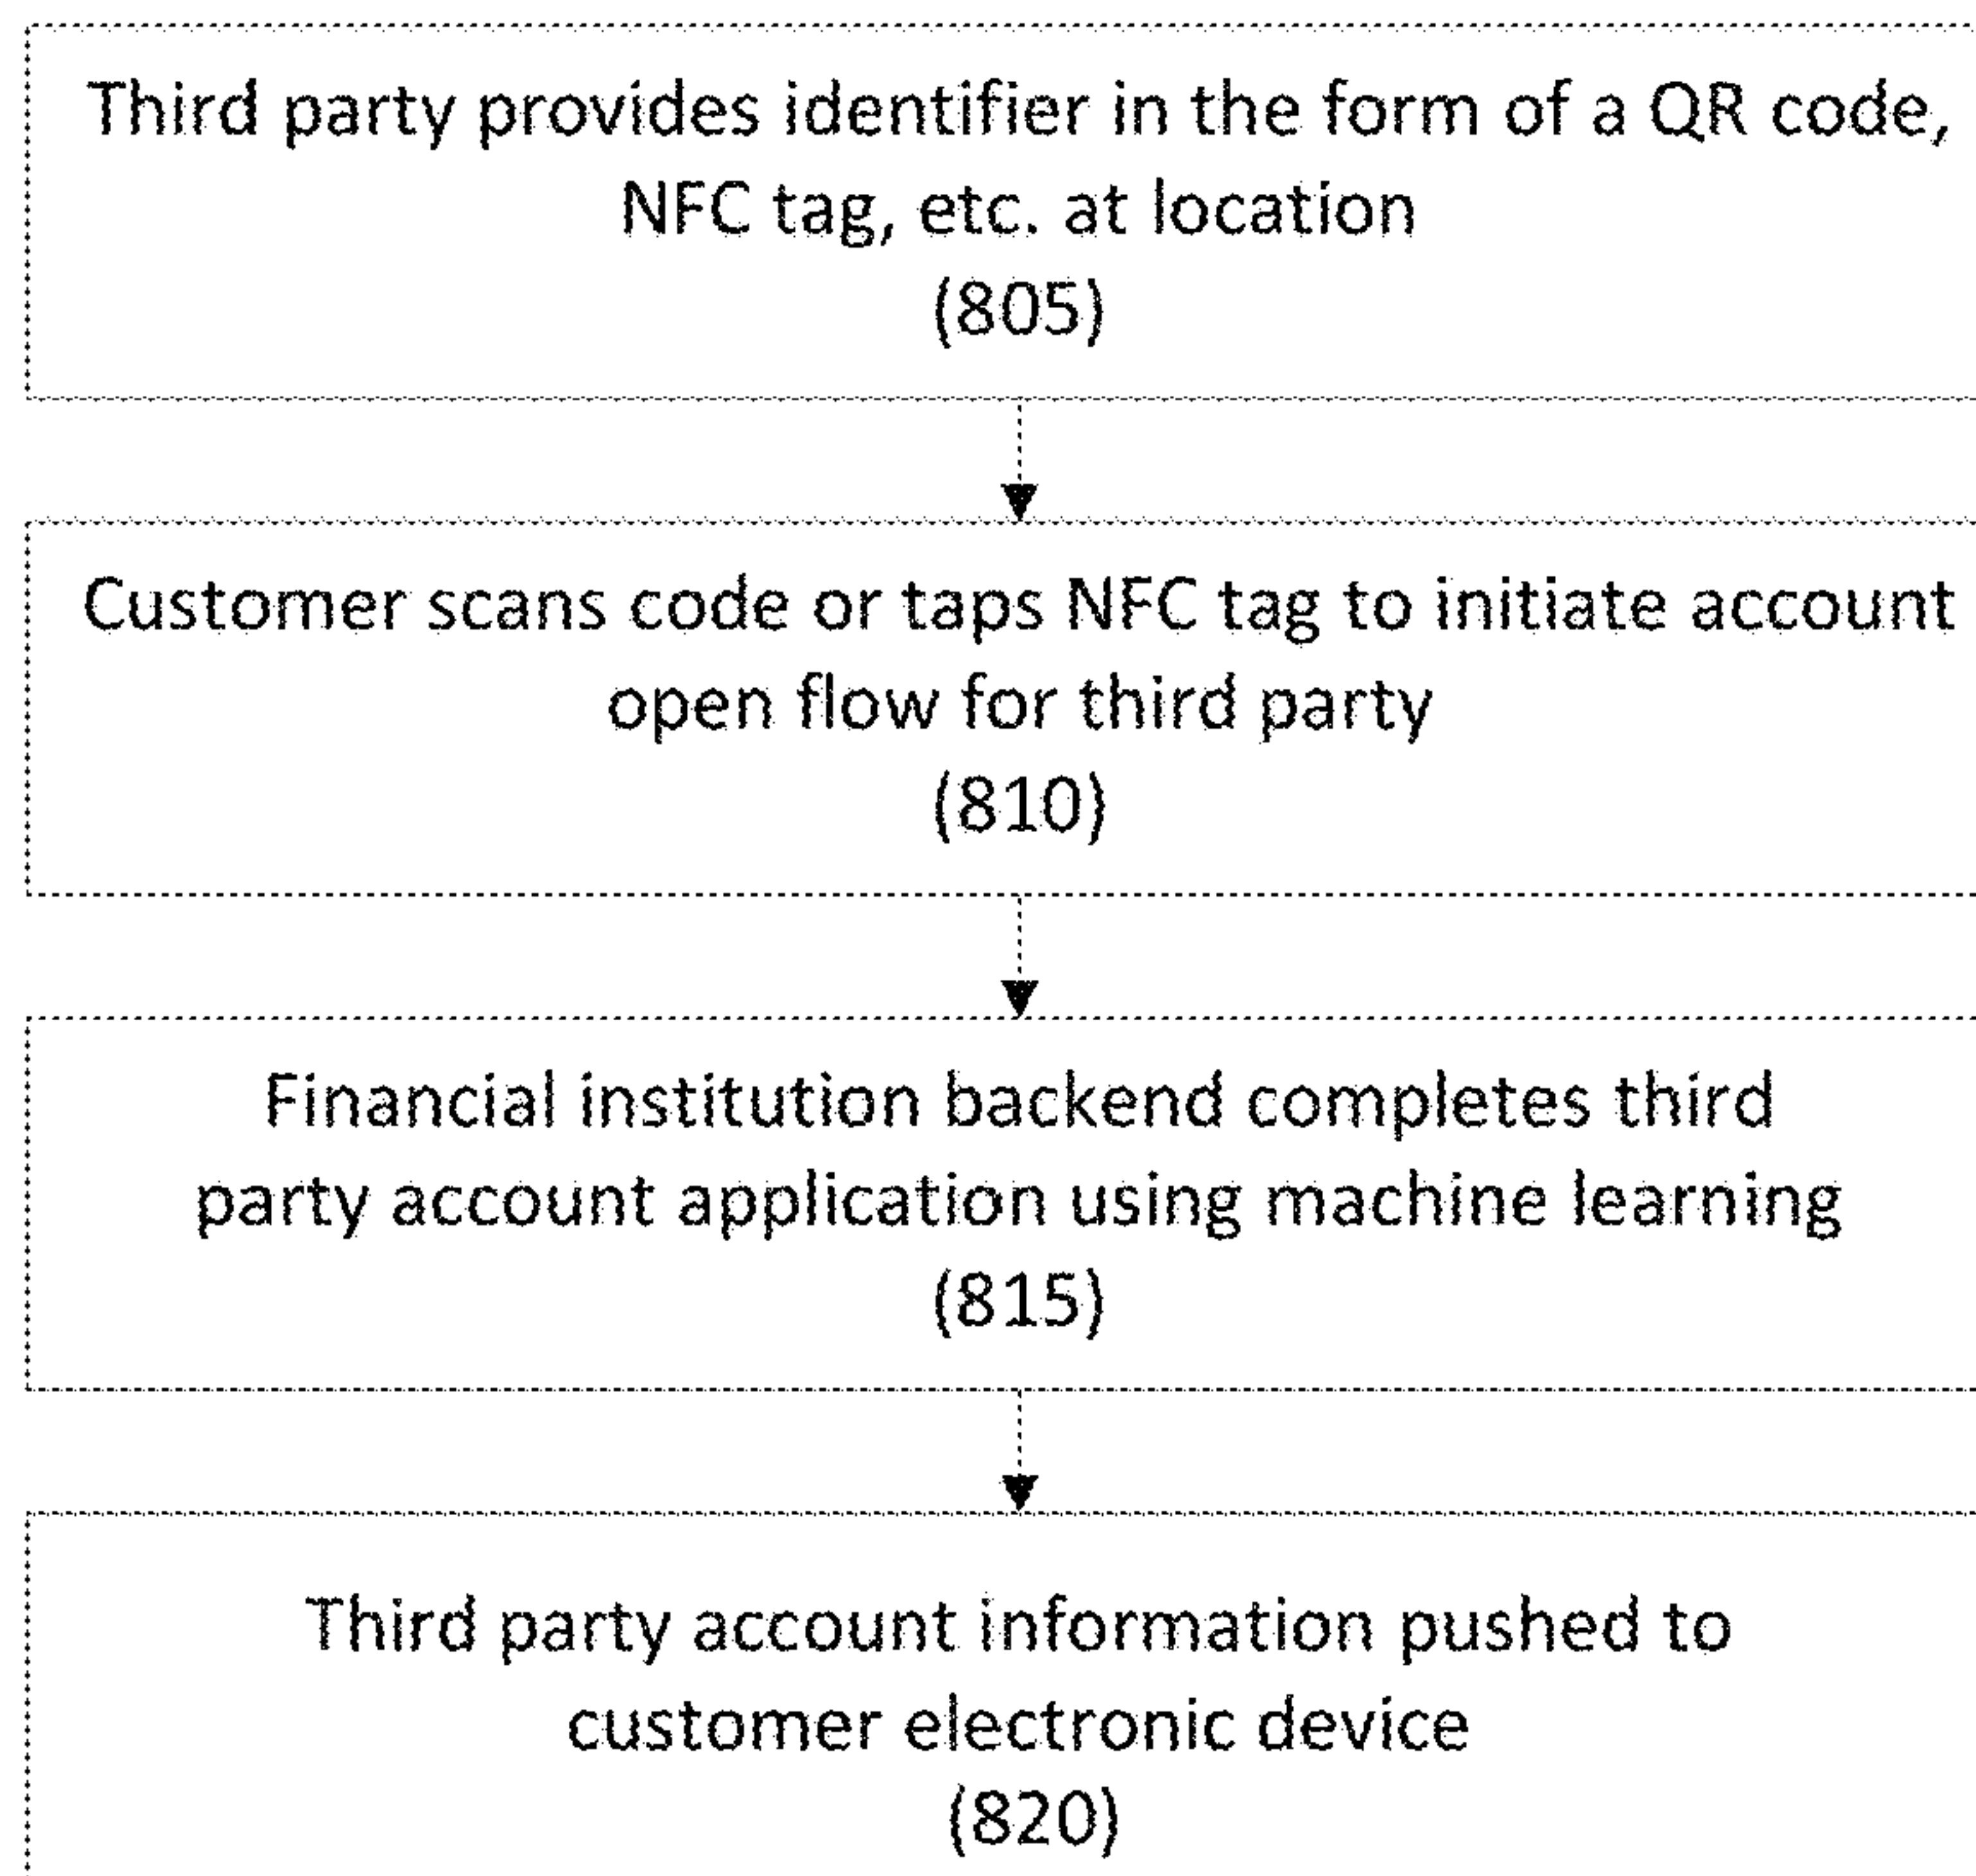 Third party provides identifier in the form of a QR code,
NFC tag, etc. at location
(805)
Customer scans code or taps NFC tag to initiate account
open flow for third party
(810)
Financial institution backend completes third
party account application using machine learning
(815)
Third party account information pushed to
customer electronic device
(820)